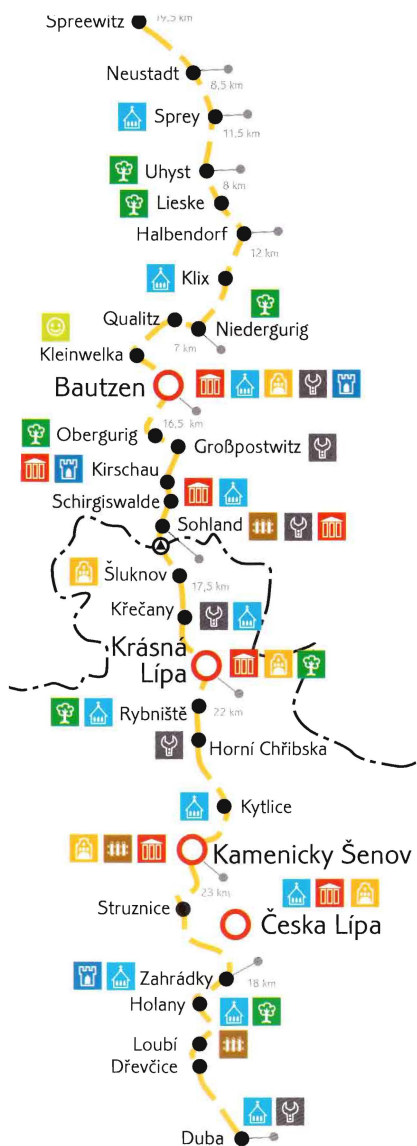 Spreewitz
19,5 km
Neustadt
8,5 km
Sprey
11,5 km
Uhyst
8 km
Lieske
Halbendorf
12 km
Klix
Qualitz
Niedergurig
7 km
Kleinwelka
Bautzen
16,5 km
Obergurig
Großpostwitz
Kirschau
Schirgiswalde
Sohland
Šluknov
17,5 km
Křečany
Krásná
Lípa
Rybniště
22 km
Horní Chřibska
Kytlice
Kamenicky Šenov
23 km
Struznice
Česka Lípa
Zahrádky
18 km
Holany
Loubí
Dřevčice
Duba